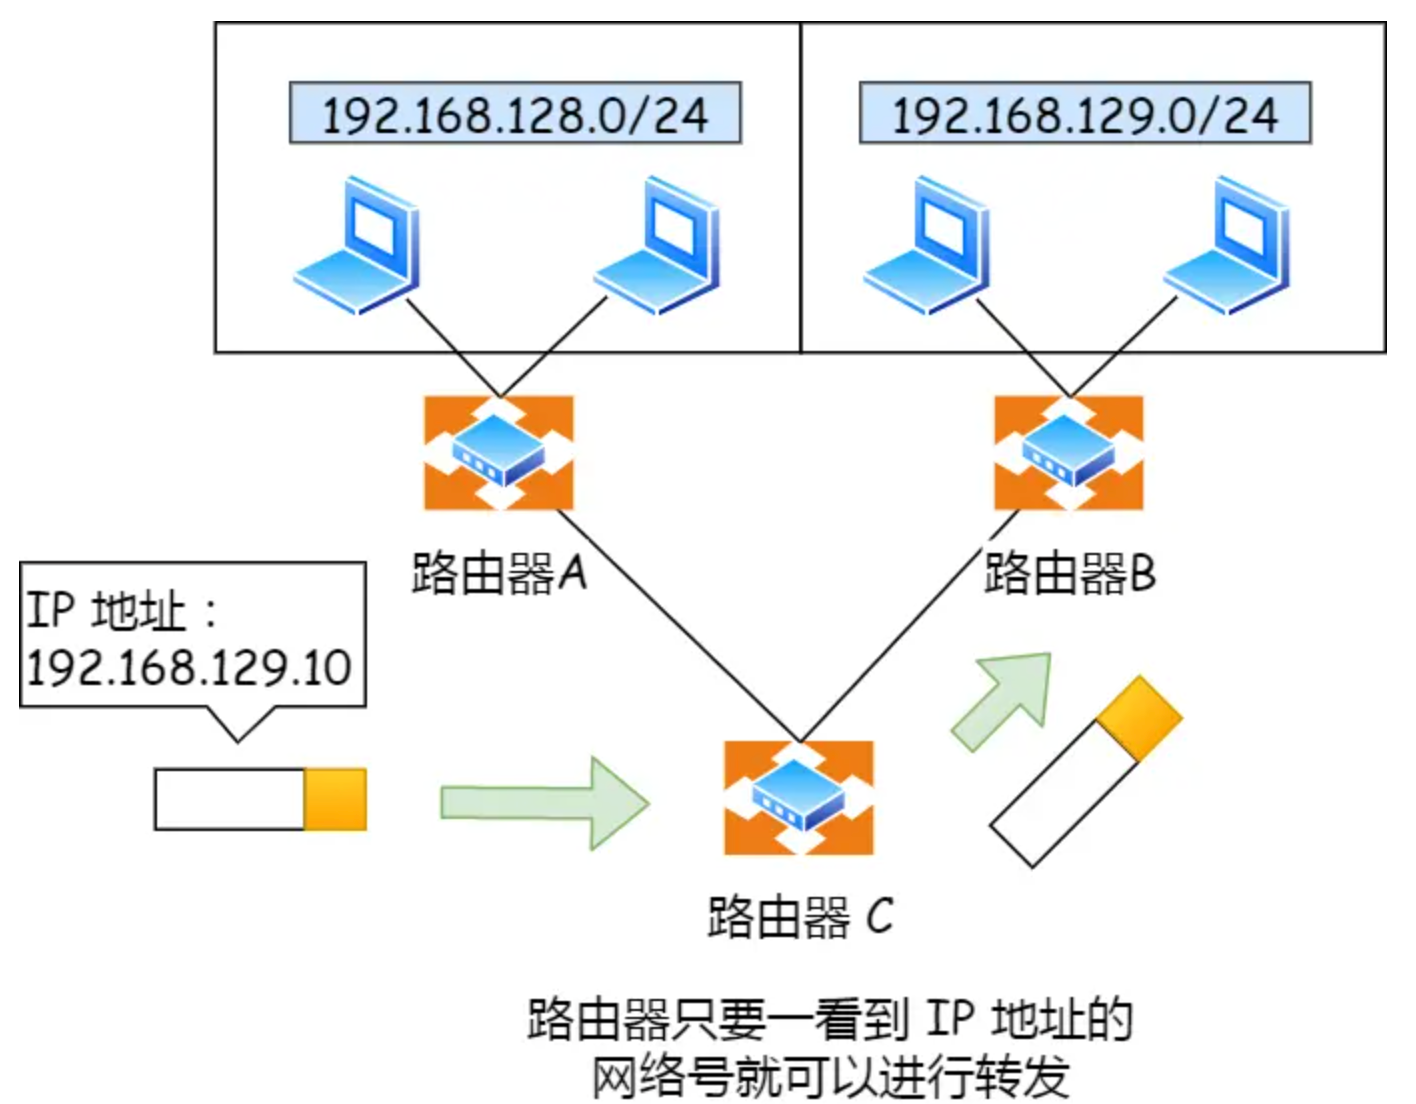 192.168.128.0/24
192.168.129.0/24
路由器A
路由器B
IP 地址：
192.168.129.10
路由器 C
路由器只要一看到 IP 地址的
网络号就可以进行转发